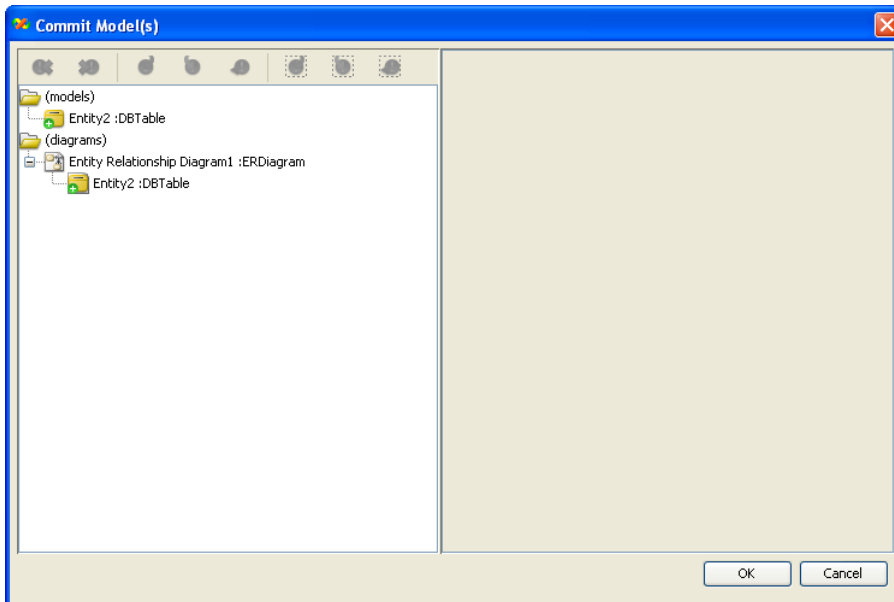 Commit Model(s)
(models)
Entity2 :DBTable
(diagrams)
Entity Relationship Diagram1 :ERDiagram
Entity2 :DBTable
OK Cancel